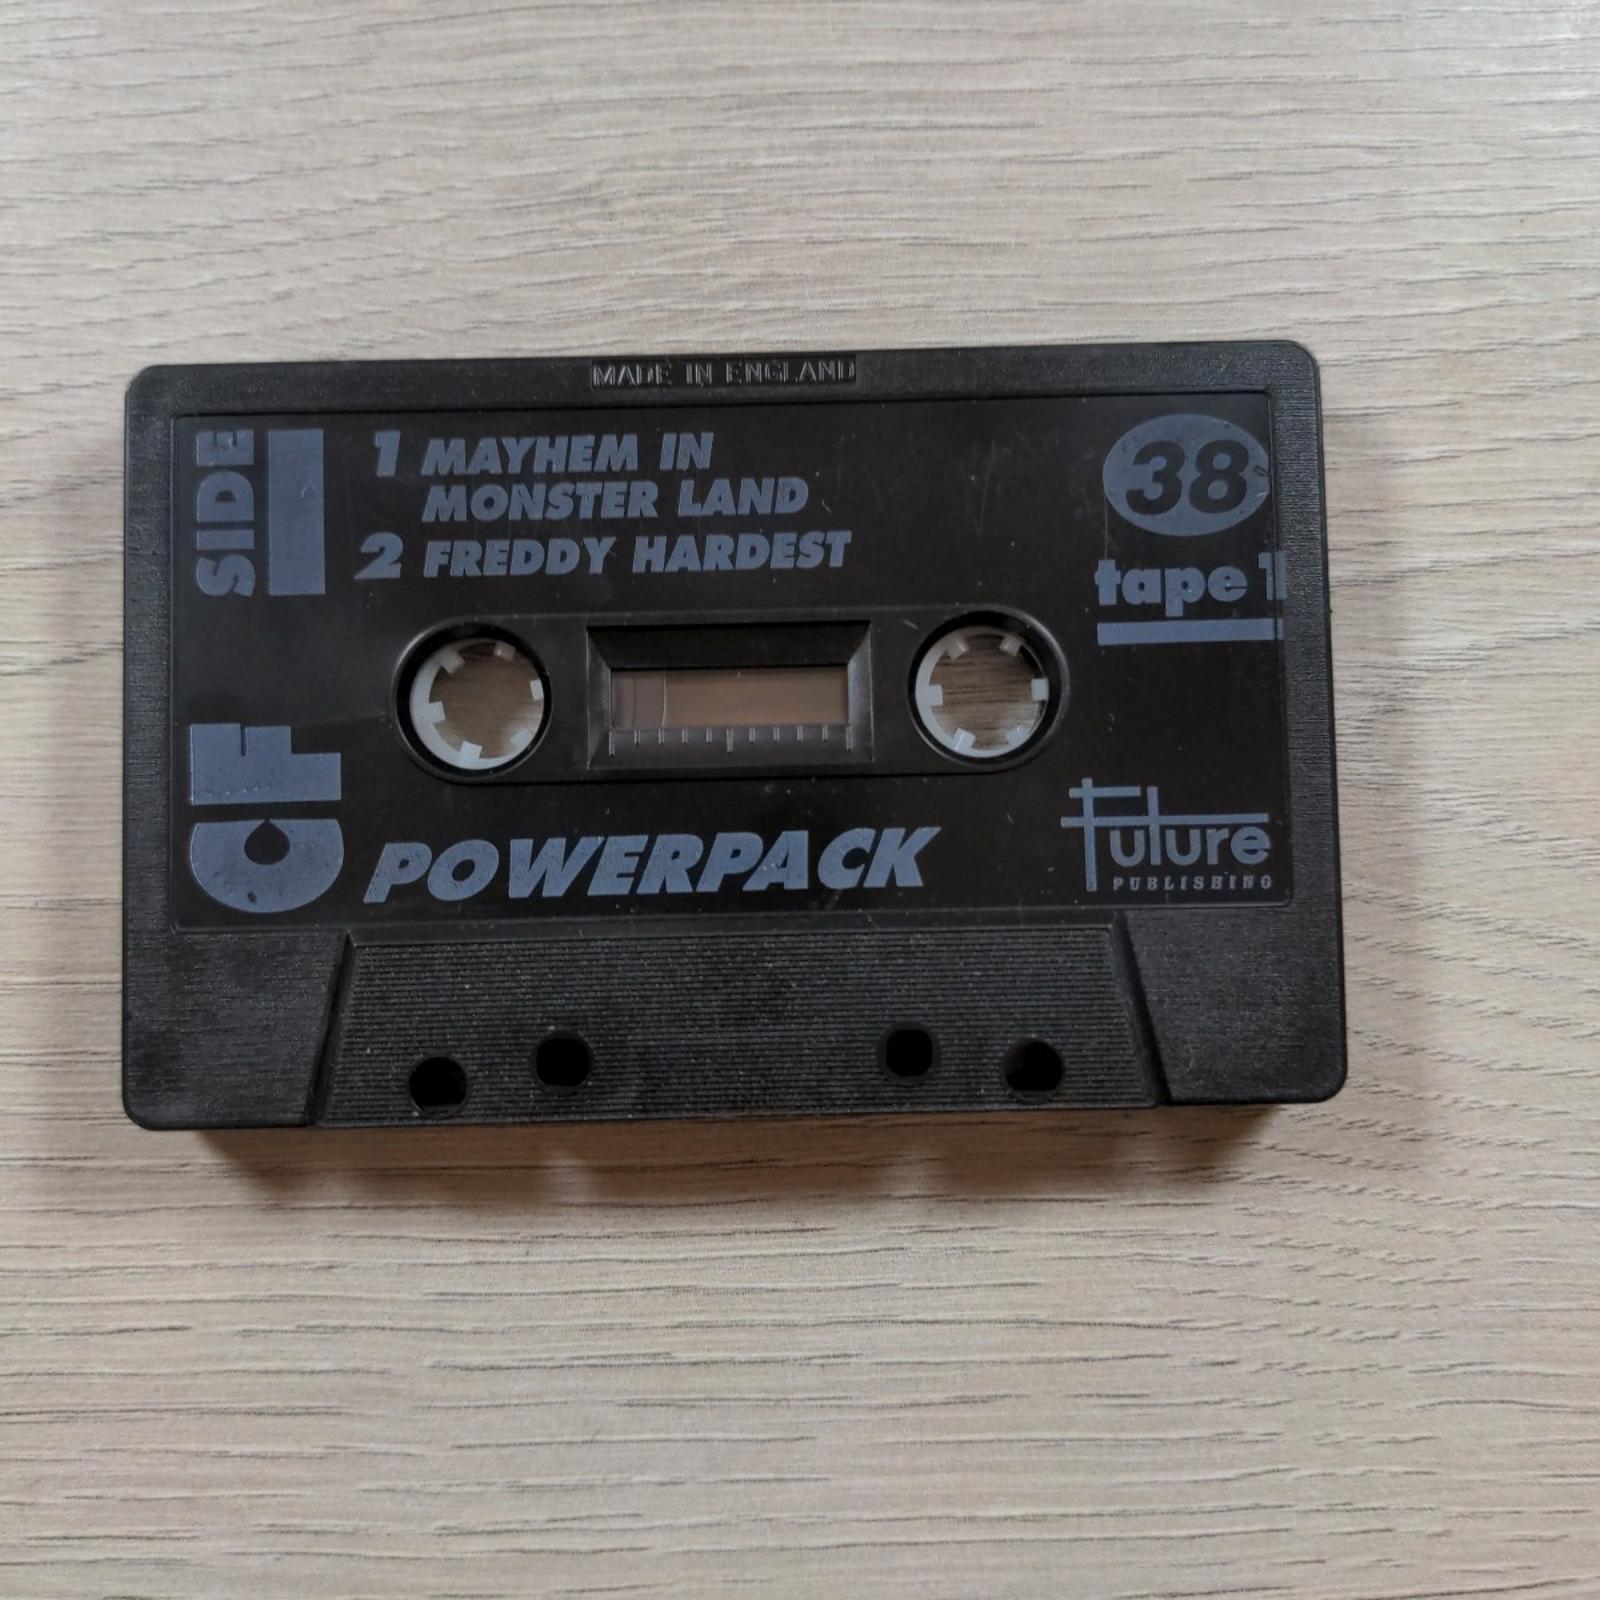 MADE IN ENGLAND
SIDE 1
1 MAYHEM IN
MONSTER LAND
2 FREDDY HARDEST
38
tape 1
CF
POWERPACK
Future
PUBLISHING